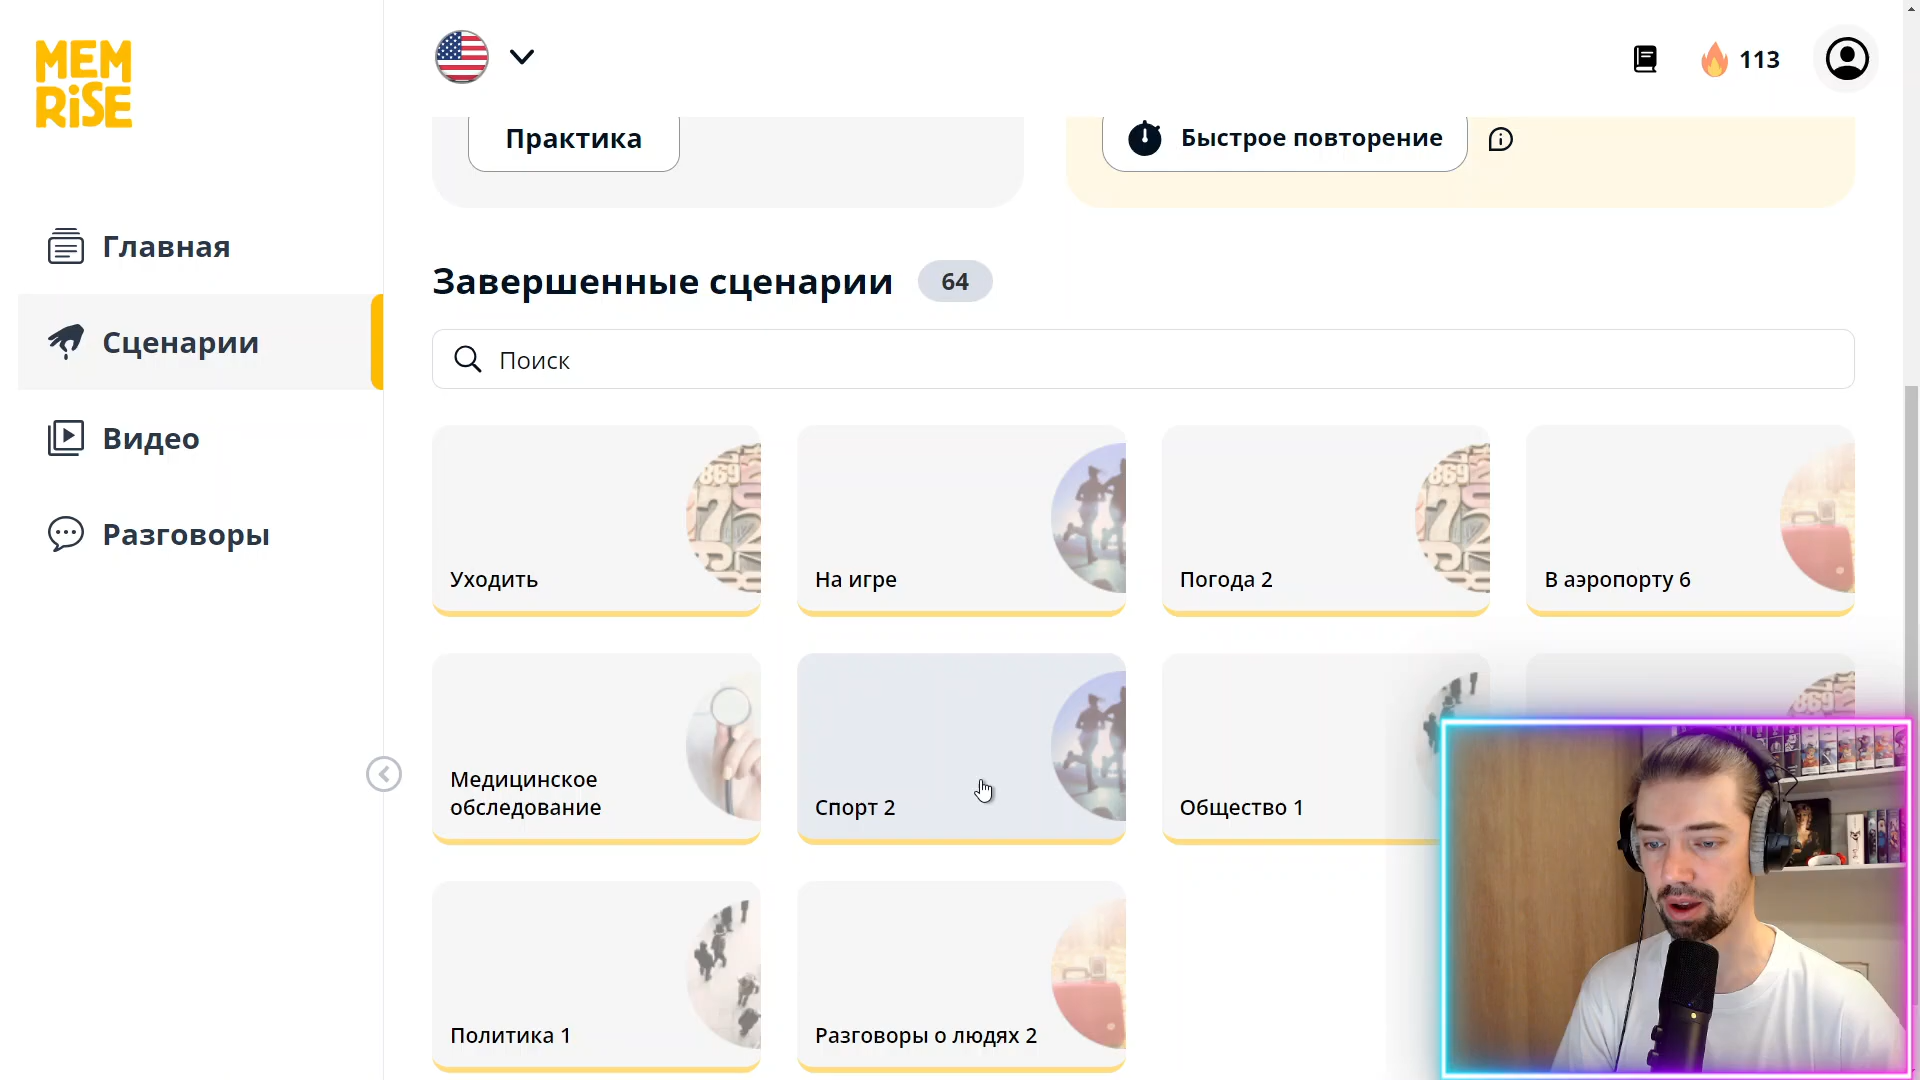 MEM
RiSE
113
Главная
Сценарии
Видео
Разговоры
Практика
Быстрое повторение
Завершенные сценарии 64
Поиск
Уходить
На игре
Погода 2
В аэропорту 6
Медицинское
обследование
Спорт 2
Общество 1
Политика 1
Разговоры о людях 2